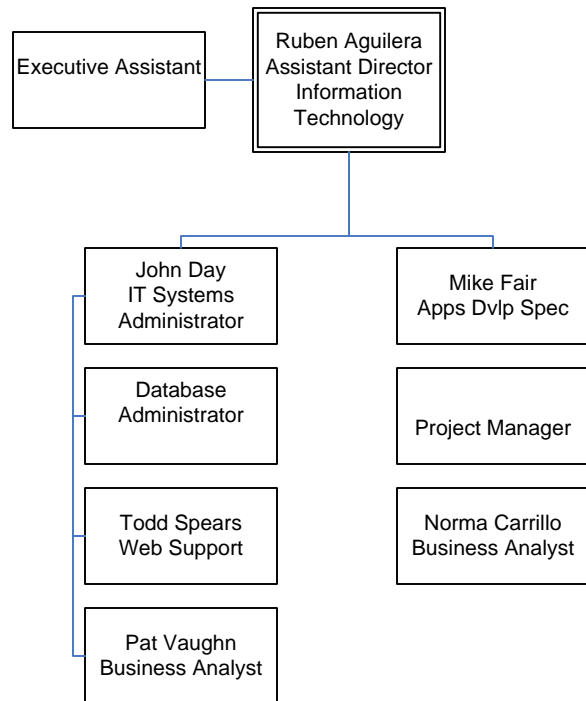 Executive Assistant
Ruben Aguilera
Assistant Director
Information
Technology
John Day
IT Systems
Administrator
Mike Fair
Apps Dvlp Spec
Database
Administrator
Project Manager
Todd Spears
Web Support
Norma Carrillo
Business Analyst
Pat Vaughn
Business Analyst